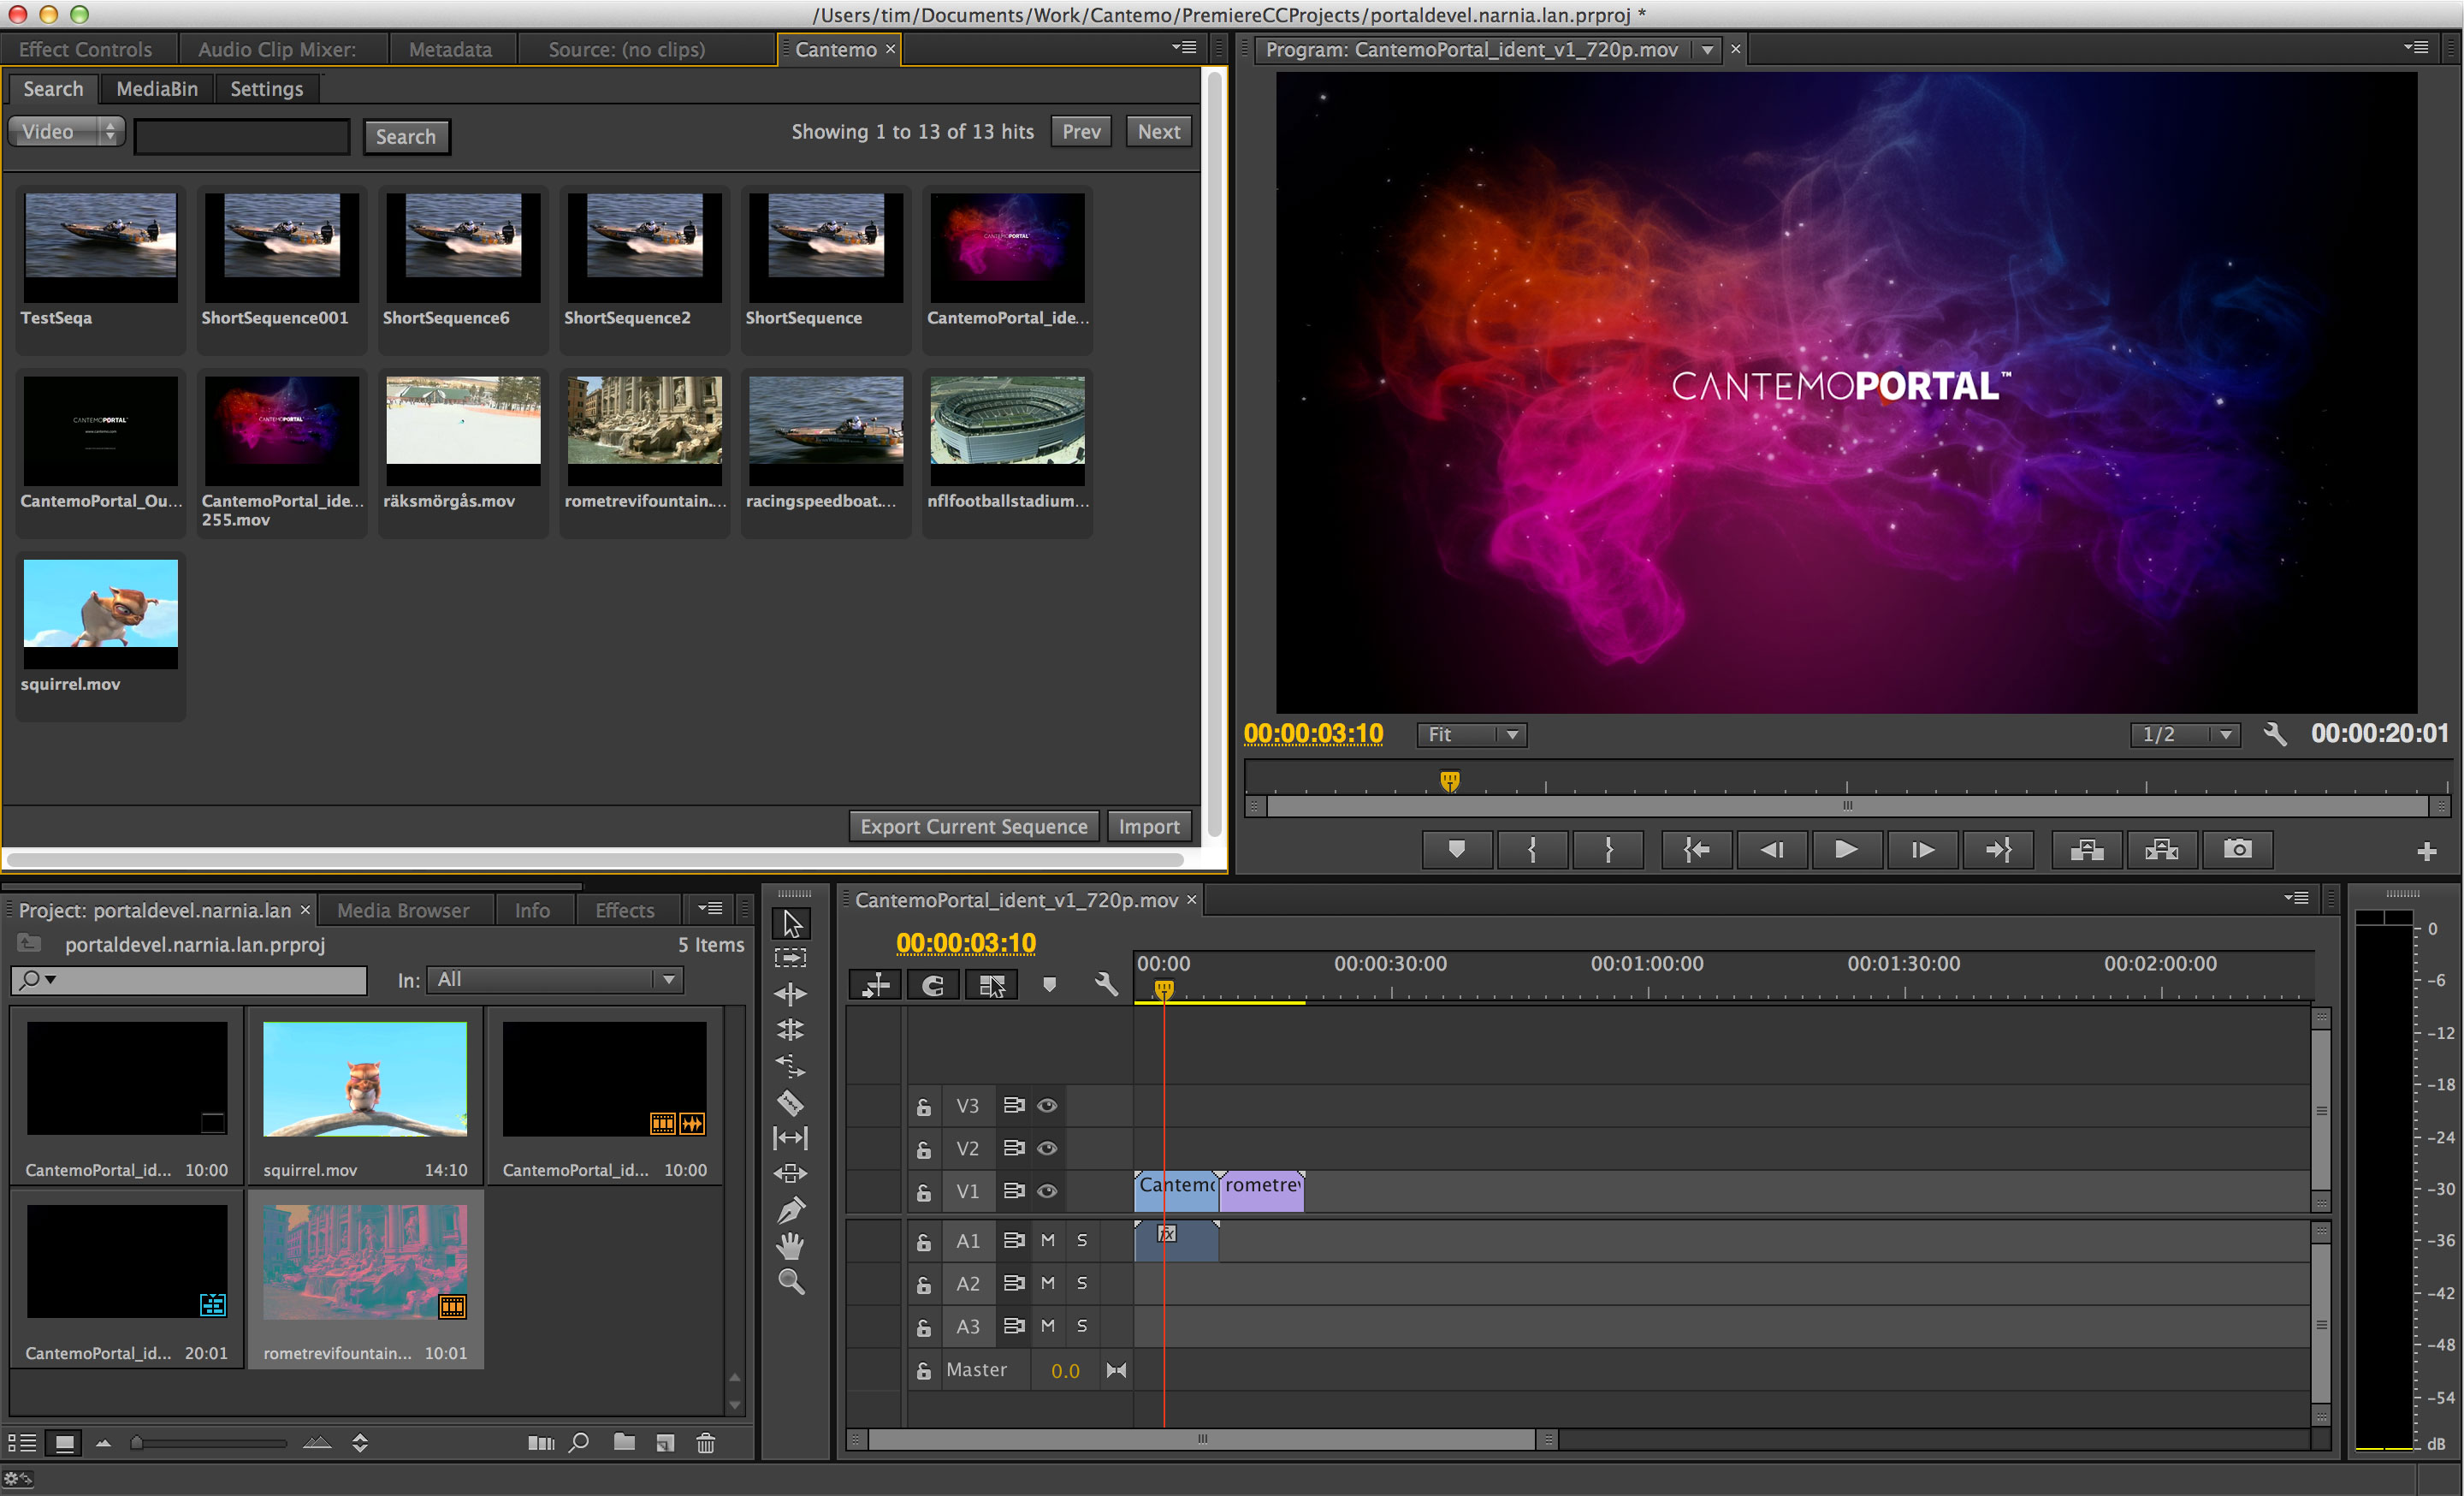 /Users/tim/Documents/Work/Cantemo/PremiereCCProjects/portaldevel.narnia.lan.prproj *
Effect Controls Audio Clip Mixer: Metadata Source: (no clips) Cantemo ×
Search MediaBin Settings
Video Search Showing 1 to 13 of 13 hits Prev Next
CANTEMOPORTAL
TestSeqa ShortSequence001 ShortSequence6 ShortSequence2 ShortSequence CantemoPortal_ide...
CANTEMOPORTAL CANTEMOPORTAL
CantemoPortal_Ou... CantemoPortal_ide... räksmörgås.mov rometrevifountain.... racingspeedboat.... nflfootballstadium...
255.mov
squirrel.mov
Export Current Sequence Import
Program: CantemoPortal_ident_v1_720p.mov ×
CANTEMOPORTAL™
00:00:03:10 Fit 1/2 00:00:20:01
Project: portaldevel.narnia.lan × Media Browser Info Effects
portaldevel.narnia.lan.prproj 5 Items
In: All
CantemoPortal_id... 10:00 squirrel.mov 14:10 CantemoPortal_id... 10:00
CantemoPortal_id... 20:01 rometrevifountain... 10:01
CantemoPortal_ident_v1_720p.mov ×
00:00:03:10
00:00 00:00:30:00 00:01:00:00 00:01:30:00 00:02:00:00
V3
V2
V1 Cantemo rometrev
A1 M S fx
A2 M S
A3 M S
Master 0.0
0
-6
-12
-18
-24
-30
-36
-42
-48
-54
dB